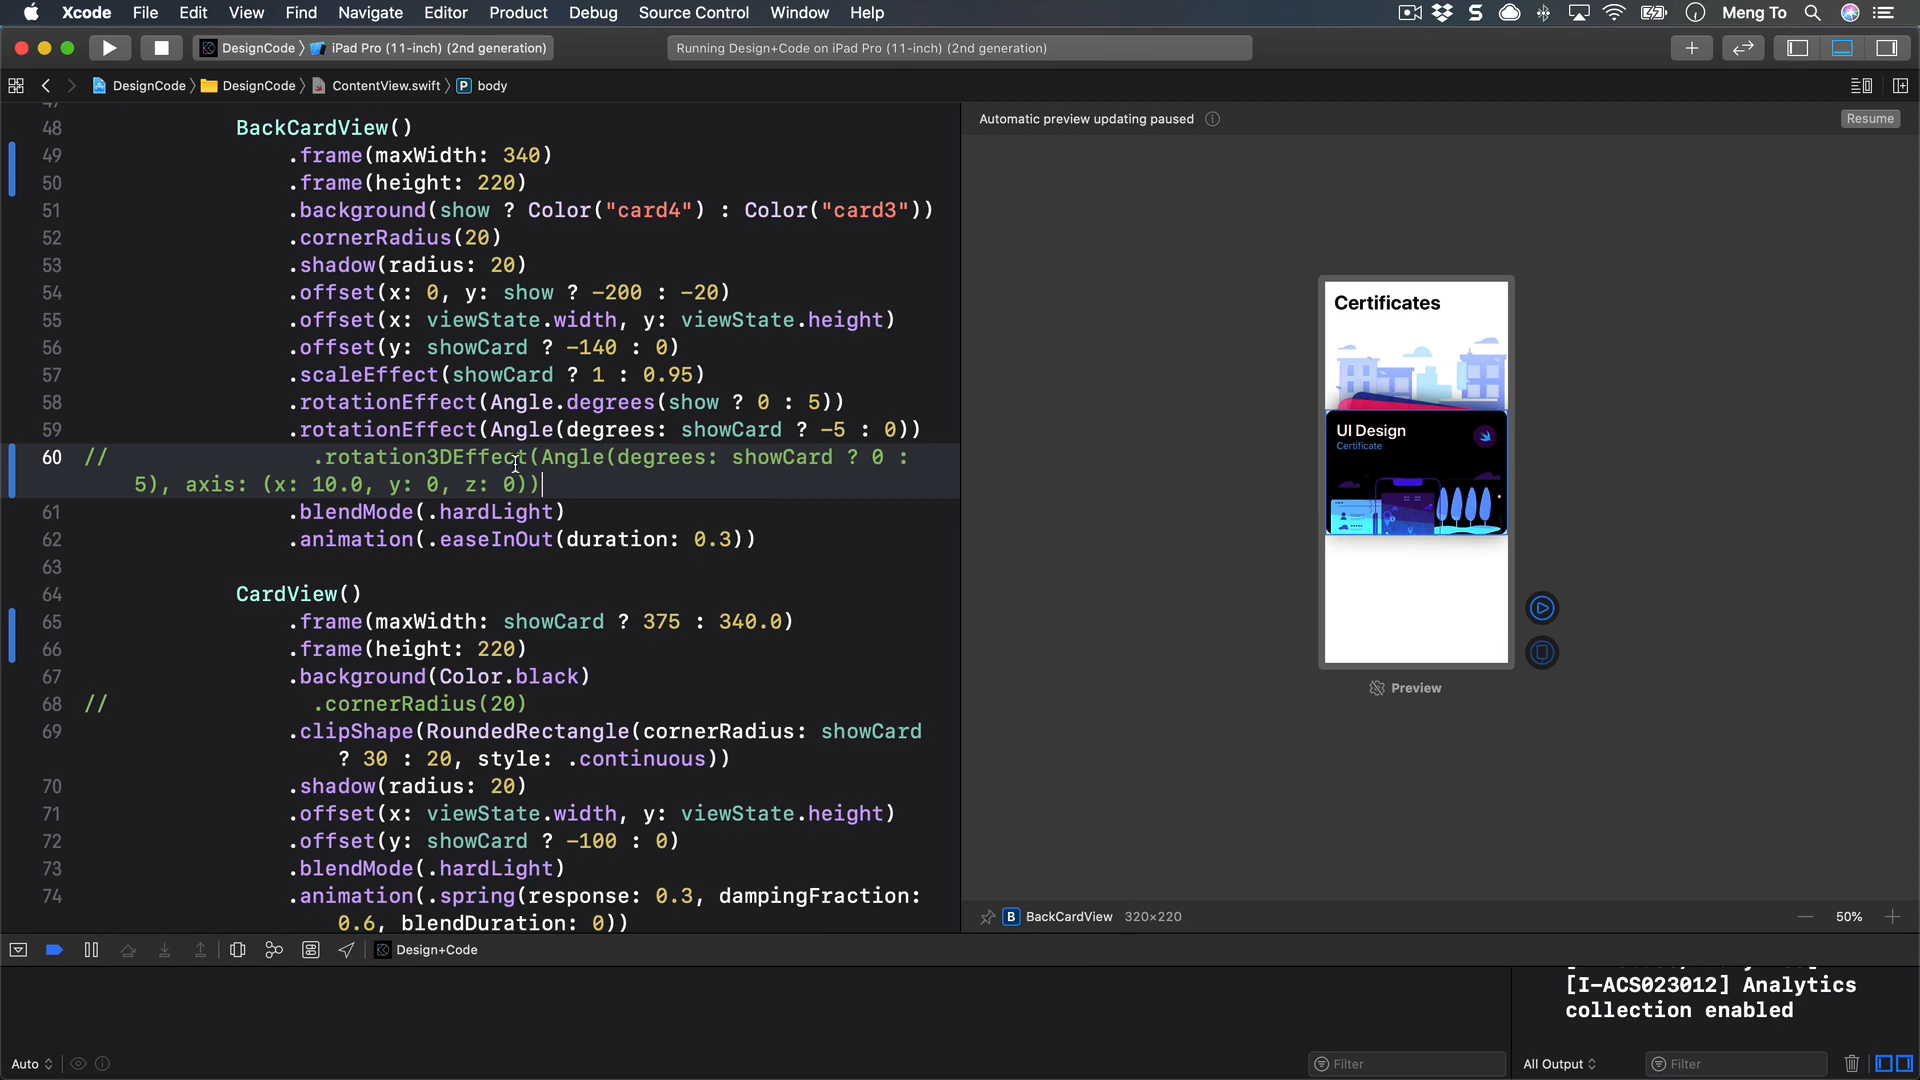 Xcode File Edit View Find Navigate Editor Product Debug Source Control Window Help Meng To
DesignCode iPad Pro (11-inch) (2nd generation) Running Design+Code on iPad Pro (11-inch) (2nd generation)
DesignCode DesignCode ContentView.swift P body
Automatic preview updating paused Resume
48 BackCardView()
49 .frame(maxWidth: 340)
50 .frame(height: 220)
51 .background(show ? Color("card4") : Color("card3"))
52 .cornerRadius(20)
53 .shadow(radius: 20)
54 .offset(x: 0, y: show ? -200 : -20)
55 .offset(x: viewState.width, y: viewState.height)
56 .offset(y: showCard ? -140 : 0)
57 .scaleEffect(showCard ? 1 : 0.95)
58 .rotationEffect(Angle.degrees(show ? 0 : 5))
59 .rotationEffect(Angle(degrees: showCard ? -5 : 0))
60 // .rotation3DEffect(Angle(degrees: showCard ? 0 :
5), axis: (x: 10.0, y: 0, z: 0))
61 .blendMode(.hardLight)
62 .animation(.easeInOut(duration: 0.3))
63
64 CardView()
65 .frame(maxWidth: showCard ? 375 : 340.0)
66 .frame(height: 220)
67 .background(Color.black)
68 // .cornerRadius(20)
69 .clipShape(RoundedRectangle(cornerRadius: showCard
? 30 : 20, style: .continuous))
70 .shadow(radius: 20)
71 .offset(x: viewState.width, y: viewState.height)
72 .offset(y: showCard ? -100 : 0)
73 .blendMode(.hardLight)
74 .animation(.spring(response: 0.3, dampingFraction:
0.6, blendDuration: 0))
Certificates
UI Design
Certificate
Preview
B BackCardView 320×220 50%
Design+Code
[I-ACS023012] Analytics
collection enabled
Auto Filter All Output Filter